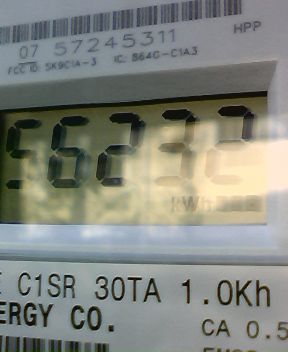 HPP
07 57245311
FCC ID: SK9C1A-3 IC: 864G-C1A3
56232
kWh
C1SR 30TA 1.0Kh
ERGY CO.
CA 0.5